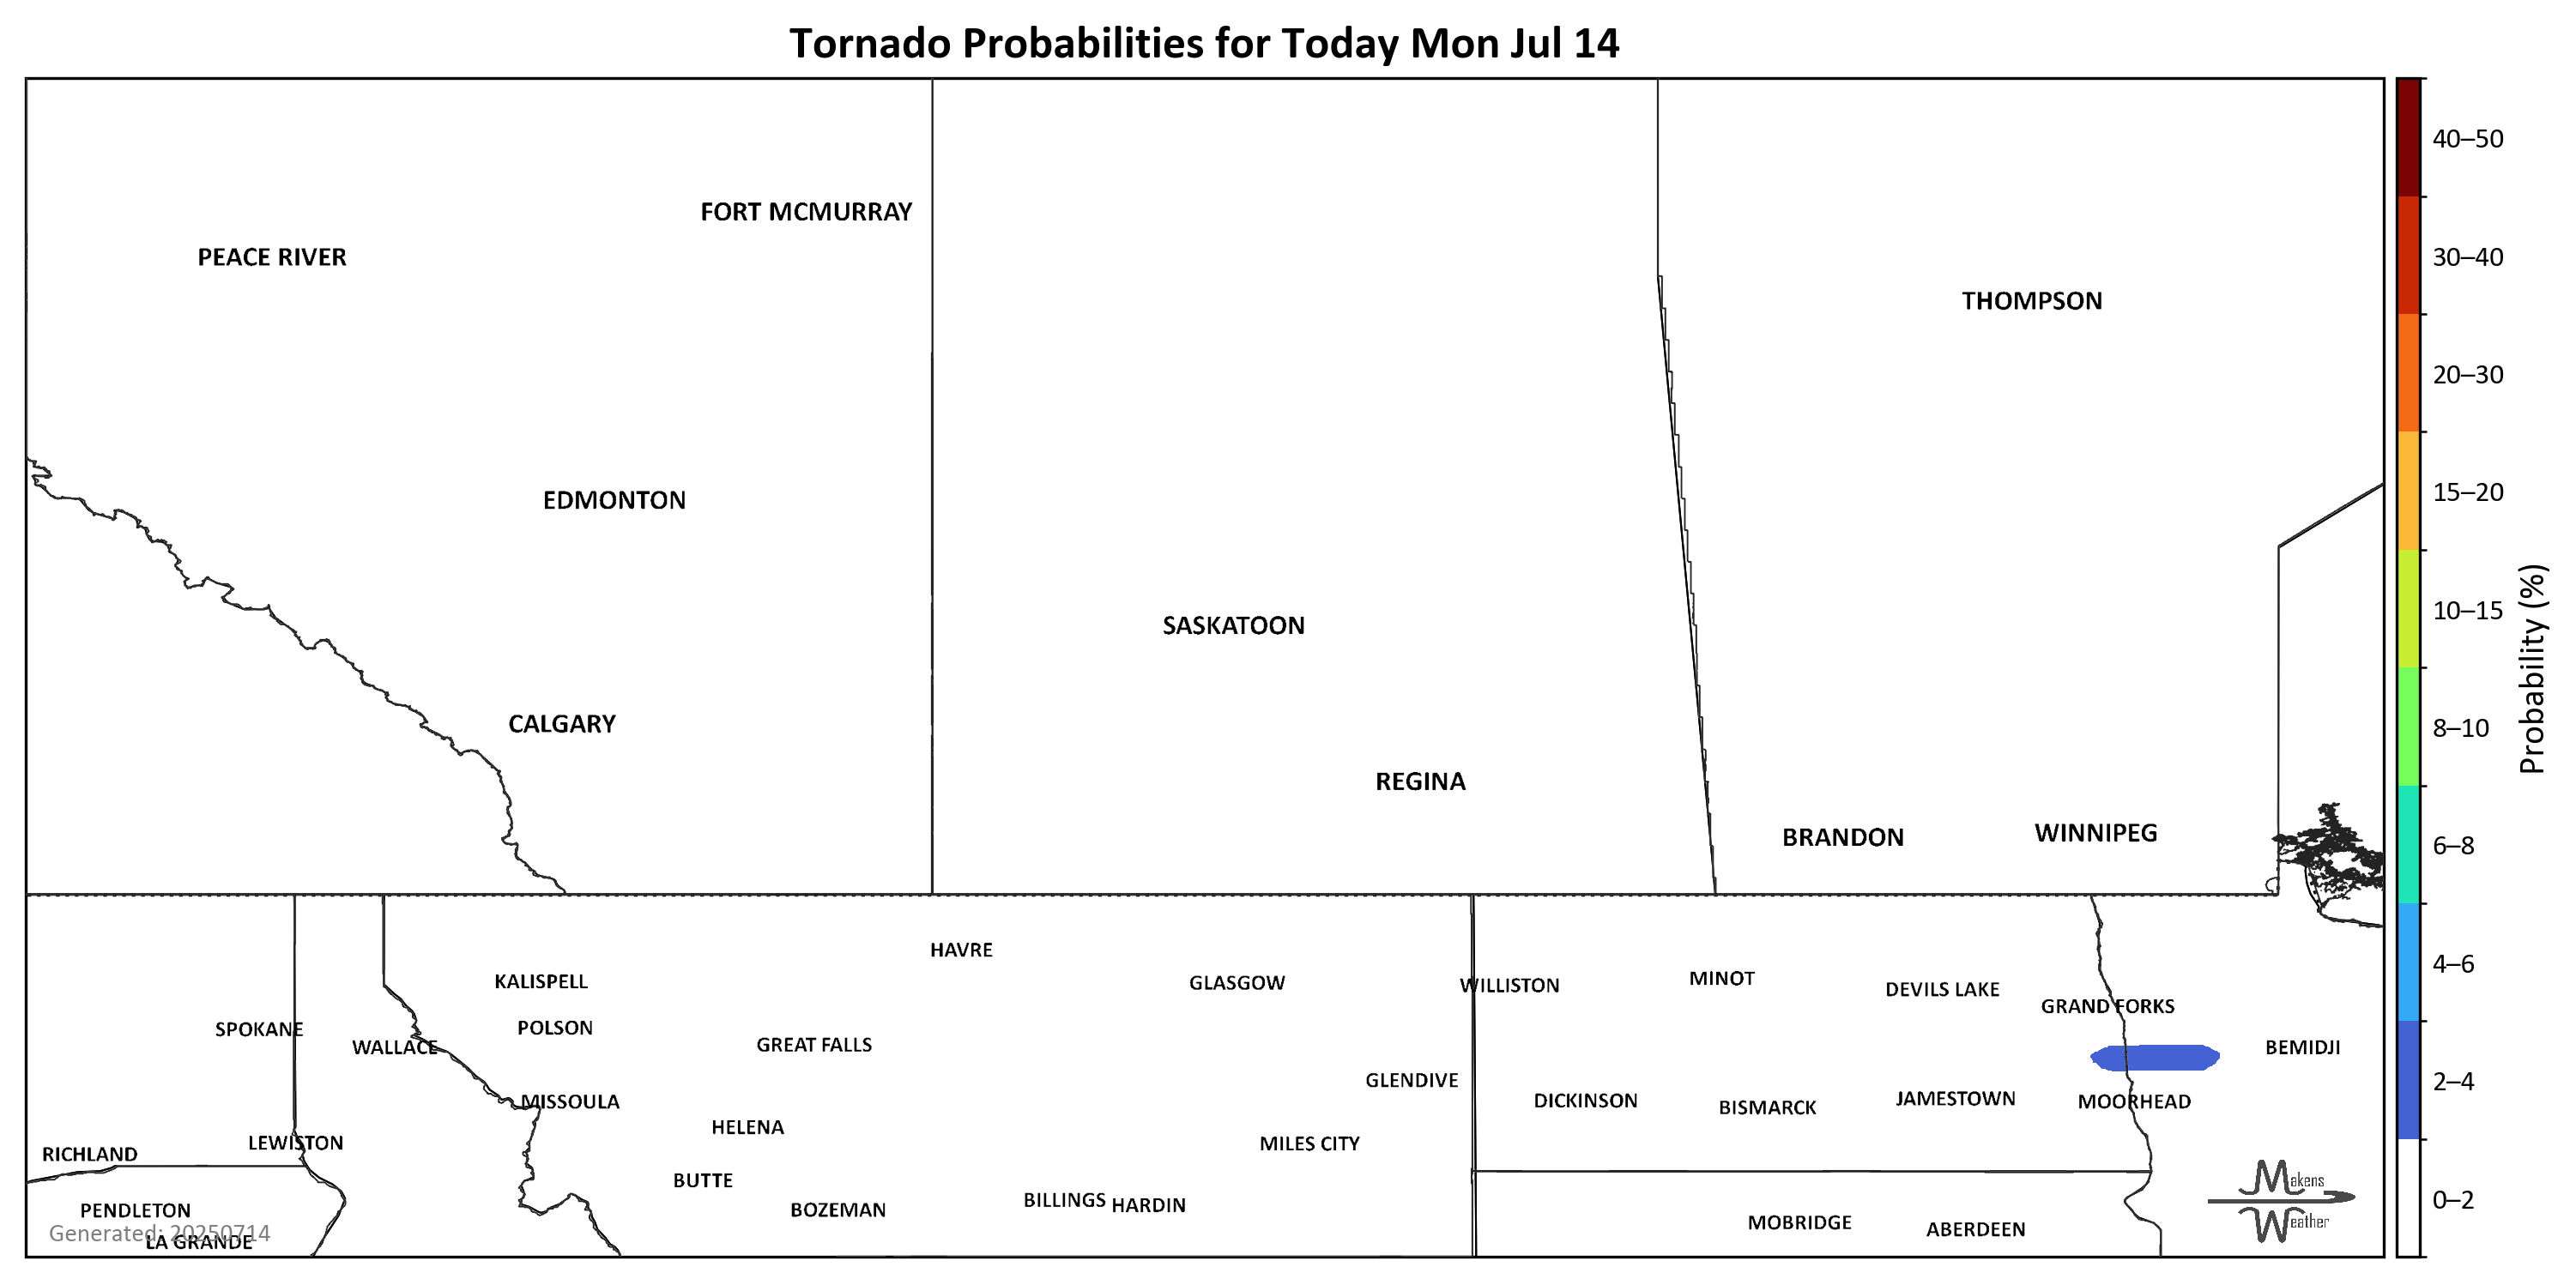 Tornado Probabilities for Today Mon Jul 14
40–50
FORT MCMURRAY
PEACE RIVER
30–40
THOMPSON
20–30
15–20
EDMONTON
10–15
SASKATOON
Probability (%)
CALGARY
8–10
REGINA
BRANDON
WINNIPEG
6–8
HAVRE
4–6
KALISPELL
GLASGOW
WILLISTON
MINOT
DEVILS LAKE
GRAND FORKS
SPOKANE
POLSON
WALLACE
GREAT FALLS
BEMIDJI
GLENDIVE
2–4
MISSOULA
DICKINSON
BISMARCK
JAMESTOWN
MOORHEAD
HELENA
LEWISTON
MILES CITY
RICHLAND
BUTTE
Makens
0–2
BILLINGS
HARDIN
PENDLETON
BOZEMAN
Weather
MOBRIDGE
ABERDEEN
Generated: 20250714
LA GRANDE